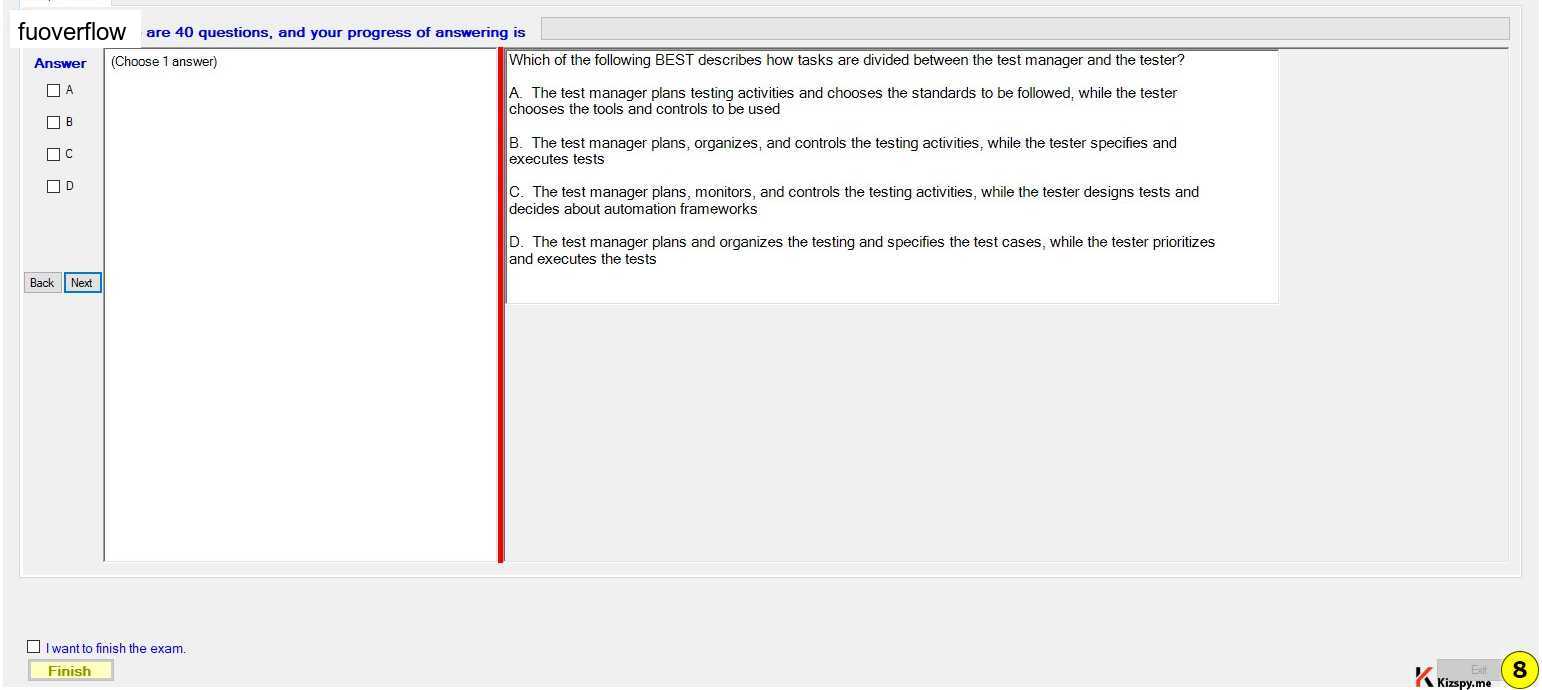 fuoverflow are 40 questions, and your progress of answering is
Answer
A
B
C
D
Back Next
(Choose 1 answer)
Which of the following BEST describes how tasks are divided between the test manager and the tester?
A. The test manager plans testing activities and chooses the standards to be followed, while the tester
chooses the tools and controls to be used
B. The test manager plans, organizes, and controls the testing activities, while the tester specifies and
executes tests
C. The test manager plans, monitors, and controls the testing activities, while the tester designs tests and
decides about automation frameworks
D. The test manager plans and organizes the testing and specifies the test cases, while the tester prioritizes
and executes the tests
I want to finish the exam.
Finish
Exit
Kizspy.me
8